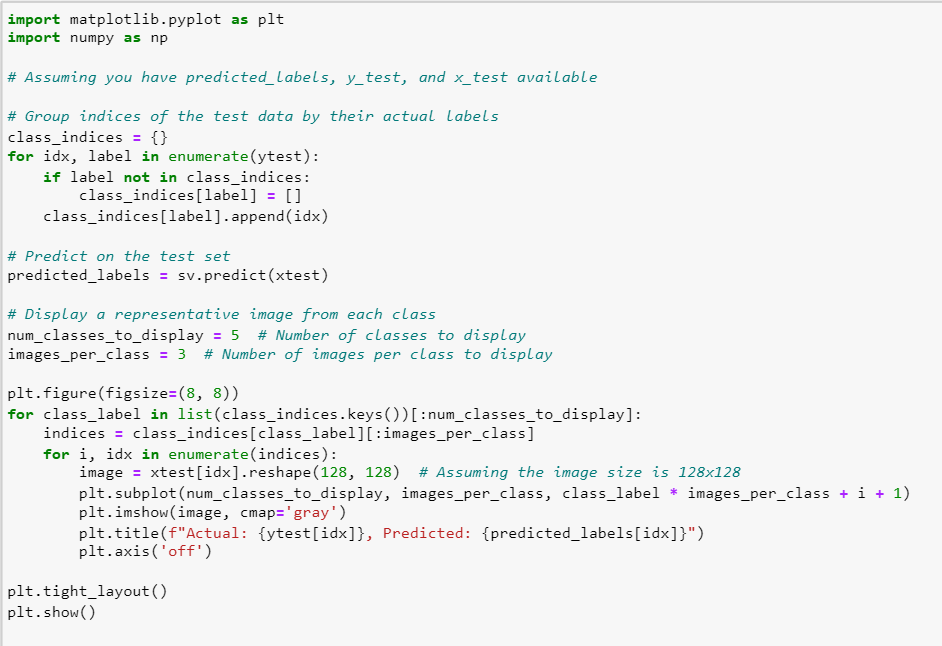 import matplotlib.pyplot as plt
import numpy as np
# Assuming you have predicted_labels, y_test, and x_test available
# Group indices of the test data by their actual labels
class_indices = {}
for idx, label in enumerate(ytest):
    if label not in class_indices:
        class_indices[label] = []
    class_indices[label].append(idx)
# Predict on the test set
predicted_labels = sv.predict(xtest)
# Display a representative image from each class
num_classes_to_display = 5  # Number of classes to display
images_per_class = 3  # Number of images per class to display
plt.figure(figsize=(8, 8))
for class_label in list(class_indices.keys())[:num_classes_to_display]:
    indices = class_indices[class_label][:images_per_class]
    for i, idx in enumerate(indices):
        image = xtest[idx].reshape(128, 128)  # Assuming the image size is 128x128
        plt.subplot(num_classes_to_display, images_per_class, class_label * images_per_class + i + 1)
        plt.imshow(image, cmap='gray')
        plt.title(f"Actual: {ytest[idx]}, Predicted: {predicted_labels[idx]}")
        plt.axis('off')
plt.tight_layout()
plt.show()